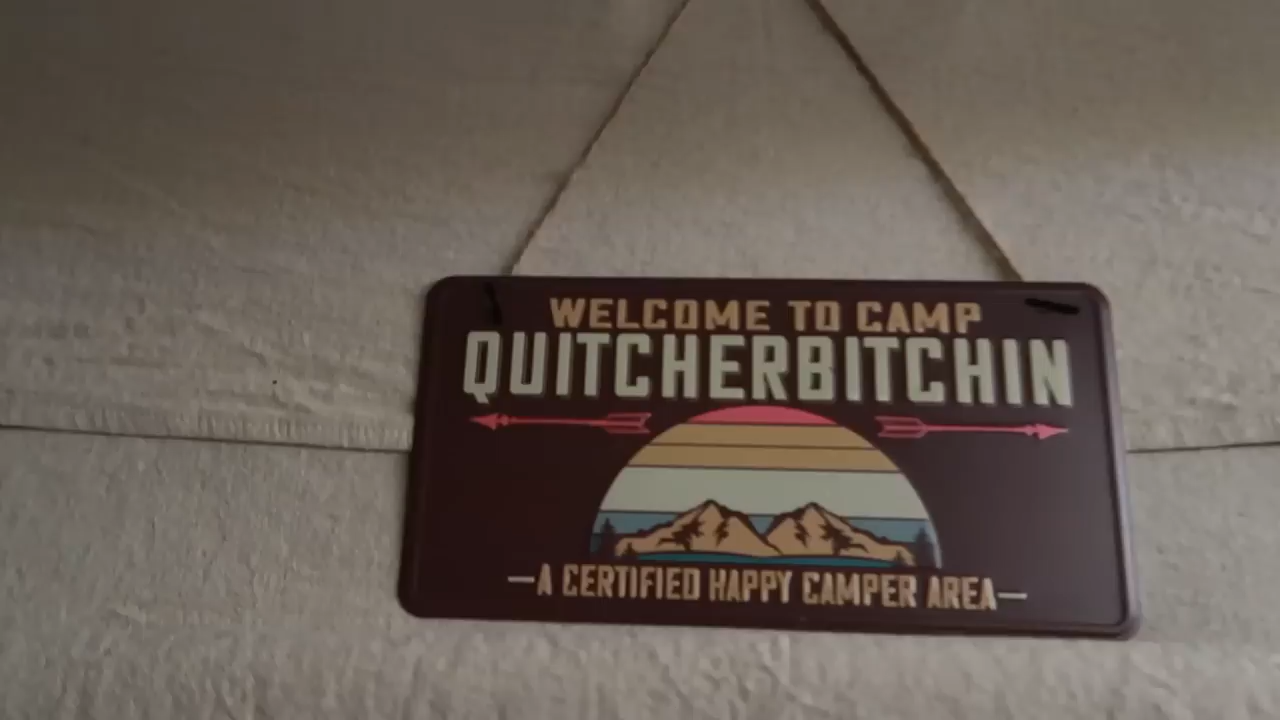 WELCOME TO CAMP
QUITCHERBITCHIN
—A CERTIFIED HAPPY CAMPER AREA—